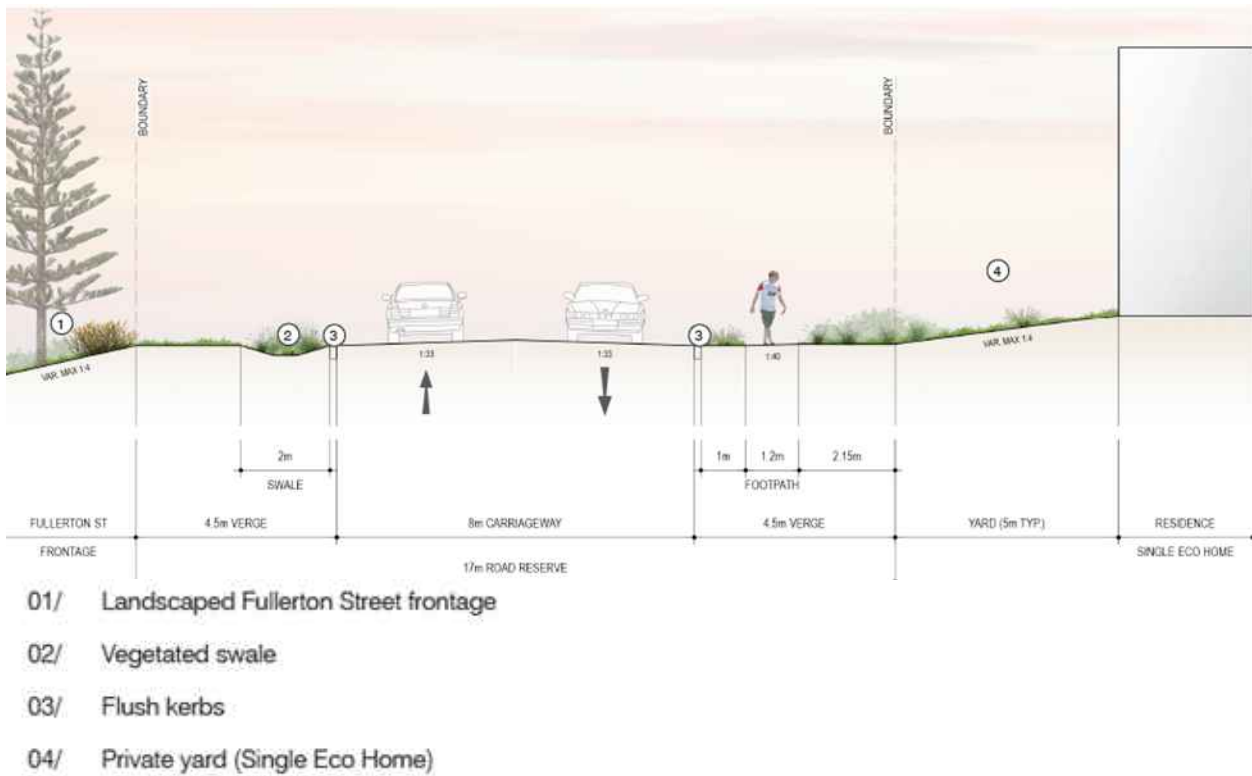 BOUNDARY
BOUNDARY
1
2
3
3
4
VAR. MAX 1:4
1:33
1:33
1:40
VAR. MAX 1:4
2m
1m
1.2m
2.15m
SWALE
FOOTPATH
FULLERTON ST
4.5m VERGE
8m CARRIAGEWAY
4.5m VERGE
YARD (5m TYP.)
RESIDENCE
FRONTAGE
17m ROAD RESERVE
SINGLE ECO HOME
01/ Landscaped Fullerton Street frontage
02/ Vegetated swale
03/ Flush kerbs
04/ Private yard (Single Eco Home)